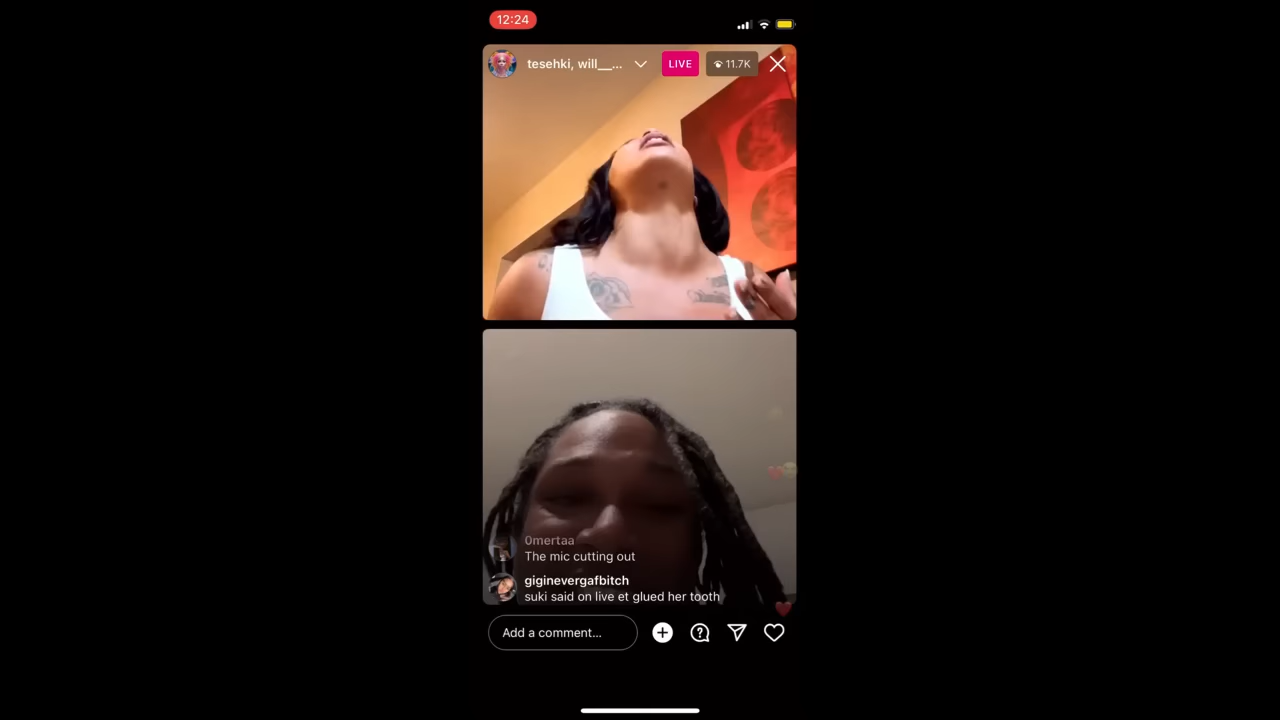 12:24
tesehki, will__...
LIVE
11.7K
0mertaa
The mic cutting out
giginevergafbitch
suki said on live et glued her tooth
Add a comment...